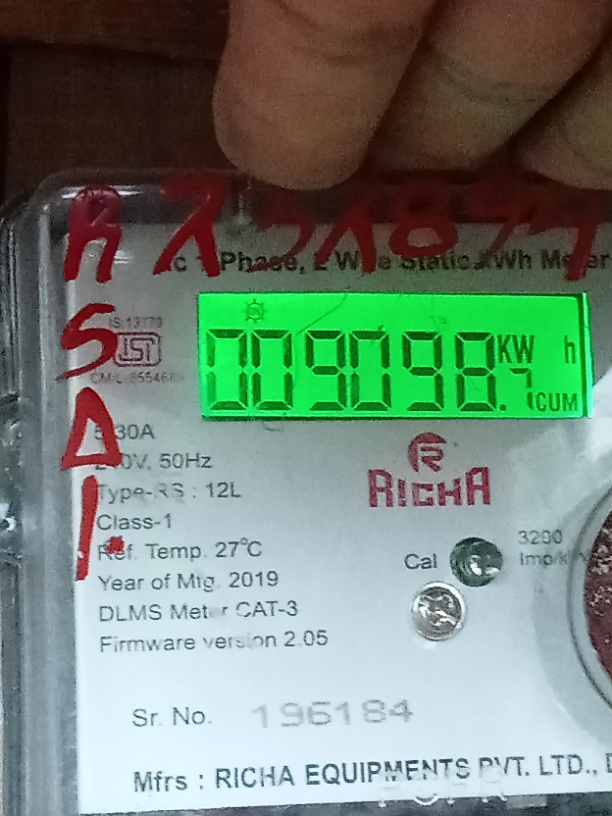 Phase, 2 Wire Static kWh Meter
IS:13779
ISI
009098.7 KW h
CUM
5-30A
240V, 50Hz
Type-RS : 12L
Class-1
Ref. Temp. 27°C
Year of Mfg. 2019
DLMS Meter CAT-3
Firmware version 2.05
RICHA
Cal
3200
Imp/k
Sr. No. 196184
Mfrs : RICHA EQUIPMENTS PVT. LTD.,